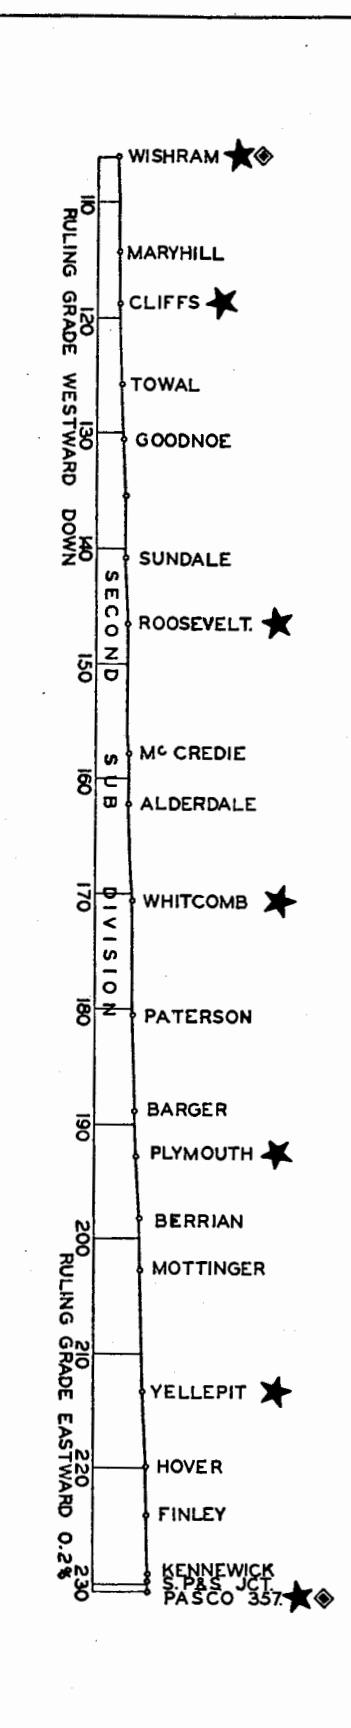 WISHRAM
110
MARYHILL
CLIFFS
120
TOWAL
130
GOODNOE
140
SUNDALE
ROOSEVELT.
150
Mc CREDIE
160
ALDERDALE
170
WHITCOMB
180
PATERSON
BARGER
190
PLYMOUTH
BERRIAN
200
MOTTINGER
210
YELLEPIT
HOVER
220
FINLEY
KENNEWICK
S.P&S JCT.
230
PASCO 357.
RULING GRADE WESTWARD DOWN
SECOND SUB DIVISION
RULING GRADE EASTWARD 0.2%